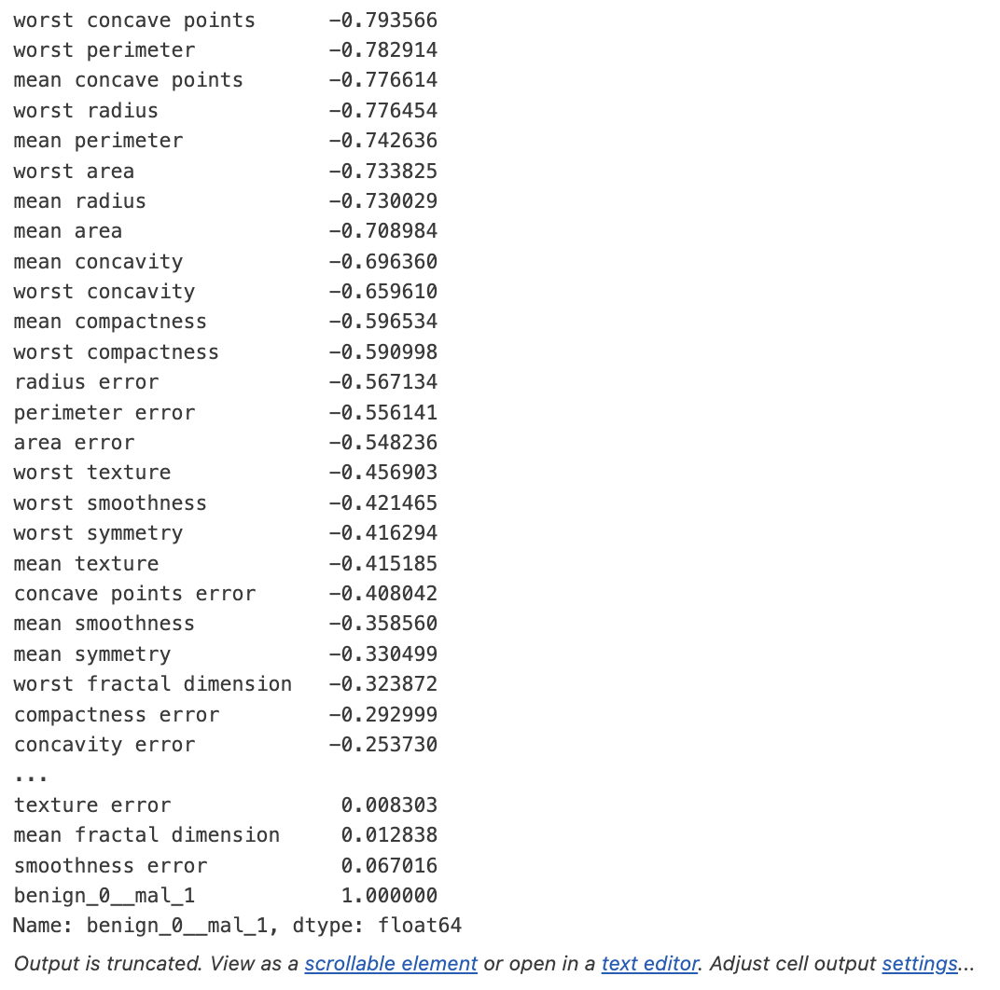 worst concave points      -0.793566
worst perimeter           -0.782914
mean concave points       -0.776614
worst radius              -0.776454
mean perimeter            -0.742636
worst area                -0.733825
mean radius               -0.730029
mean area                 -0.708984
mean concavity            -0.696360
worst concavity           -0.659610
mean compactness          -0.596534
worst compactness         -0.590998
radius error              -0.567134
perimeter error           -0.556141
area error                -0.548236
worst texture             -0.456903
worst smoothness          -0.421465
worst symmetry            -0.416294
mean texture              -0.415185
concave points error      -0.408042
mean smoothness           -0.358560
mean symmetry             -0.330499
worst fractal dimension   -0.323872
compactness error         -0.292999
concavity error           -0.253730
...
texture error              0.008303
mean fractal dimension     0.012838
smoothness error           0.067016
benign_0__mal_1            1.000000
Name: benign_0__mal_1, dtype: float64
Output is truncated. View as a scrollable element or open in a text editor. Adjust cell output settings...